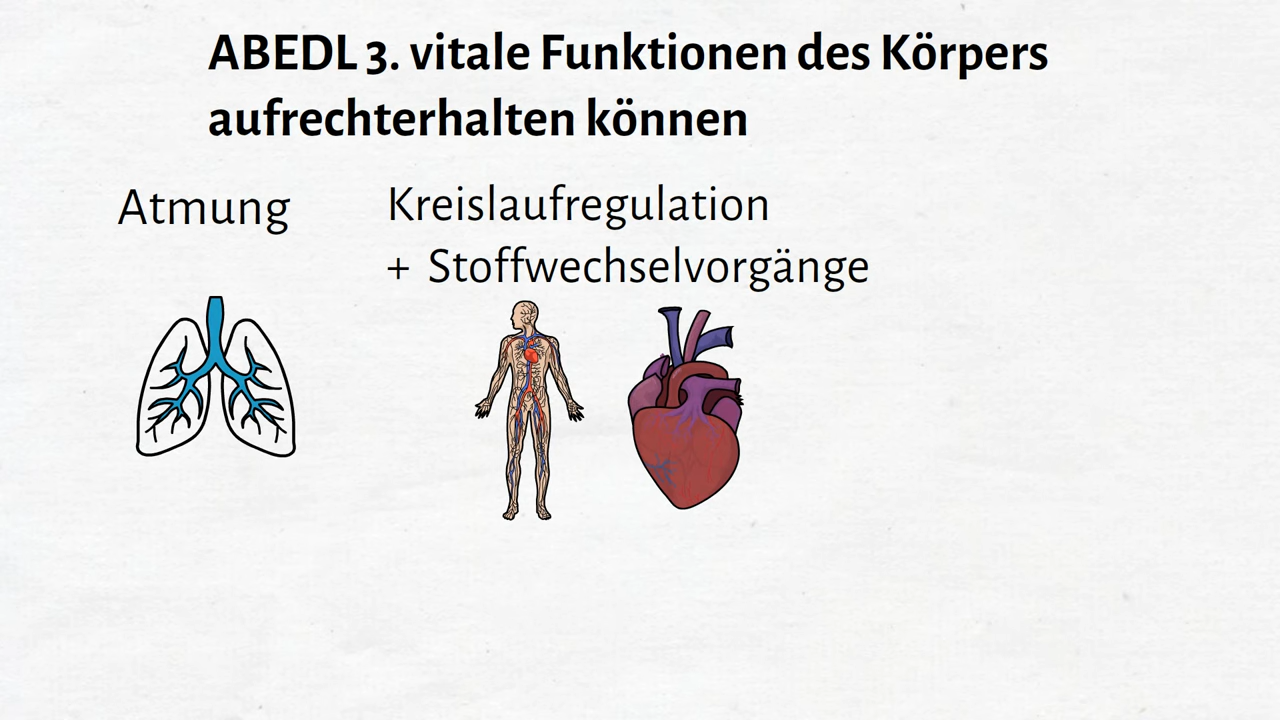 ABEDL 3. vitale Funktionen des Körpers
aufrechterhalten können
Atmung
Kreislaufregulation
+ Stoffwechselvorgänge